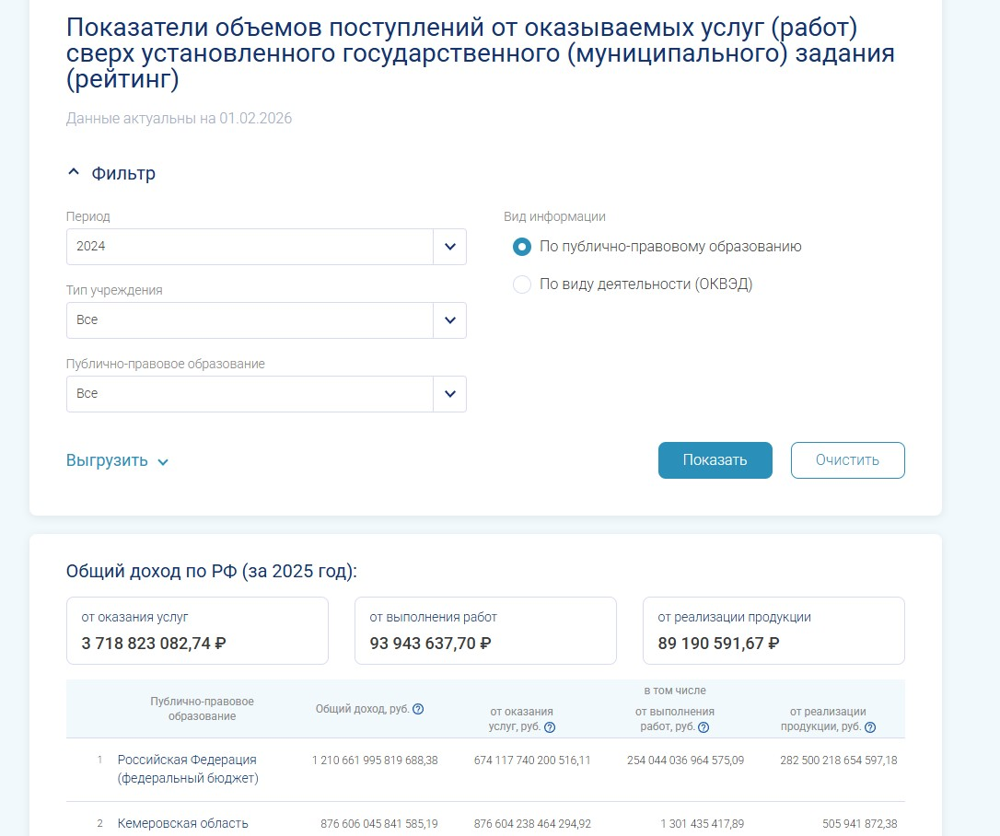 Показатели объемов поступлений от оказываемых услуг (работ)
сверх установленного государственного (муниципального) задания
(рейтинг)
Данные актуальны на 01.02.2026
Фильтр
Период
2024
Тип учреждения
Все
Публично-правовое образование
Все
Вид информации
По публично-правовому образованию
По виду деятельности (ОКВЭД)
Выгрузить
Показать
Очистить
Общий доход по РФ (за 2025 год):
от оказания услуг
3 718 823 082,74 ₽
от выполнения работ
93 943 637,70 ₽
от реализации продукции
89 190 591,67 ₽
Публично-правовое
образование
Общий доход, руб. ?
в том числе
от оказания
услуг, руб. ?
от выполнения
работ, руб. ?
от реализации
продукции, руб. ?
1 Российская Федерация 1 210 661 995 819 688,38 674 117 740 200 516,11 254 044 036 964 575,09 282 500 218 654 597,18
(федеральный бюджет)
2 Кемеровская область 876 606 045 841 585,19 876 604 238 464 294,92 1 301 435 417,89 505 941 872,38